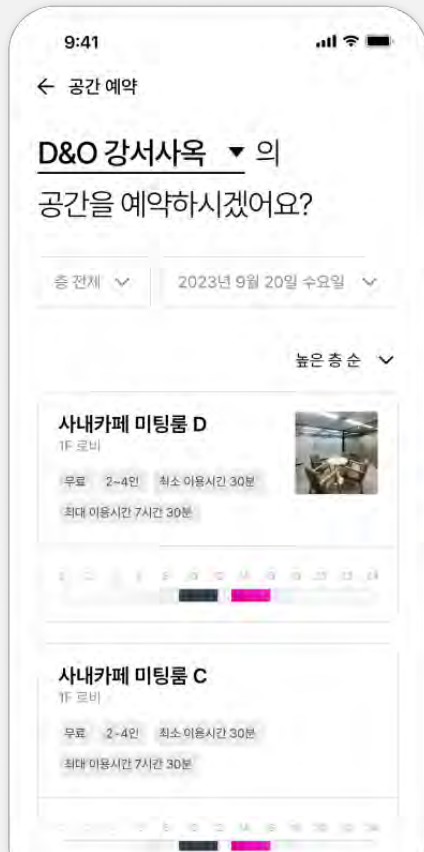 9:41
← 공간 예약
D&O 강서사옥 ▼ 의
공간을 예약하시겠어요?
층 전체
2023년 9월 20일 수요일
높은 층 순
사내카페 미팅룸 D
1F 로비
무료 2~4인 최소 이용시간 30분
최대 이용시간 7시간 30분
사내카페 미팅룸 C
1F 로비
무료 2~4인 최소 이용시간 30분
최대 이용시간 7시간 30분